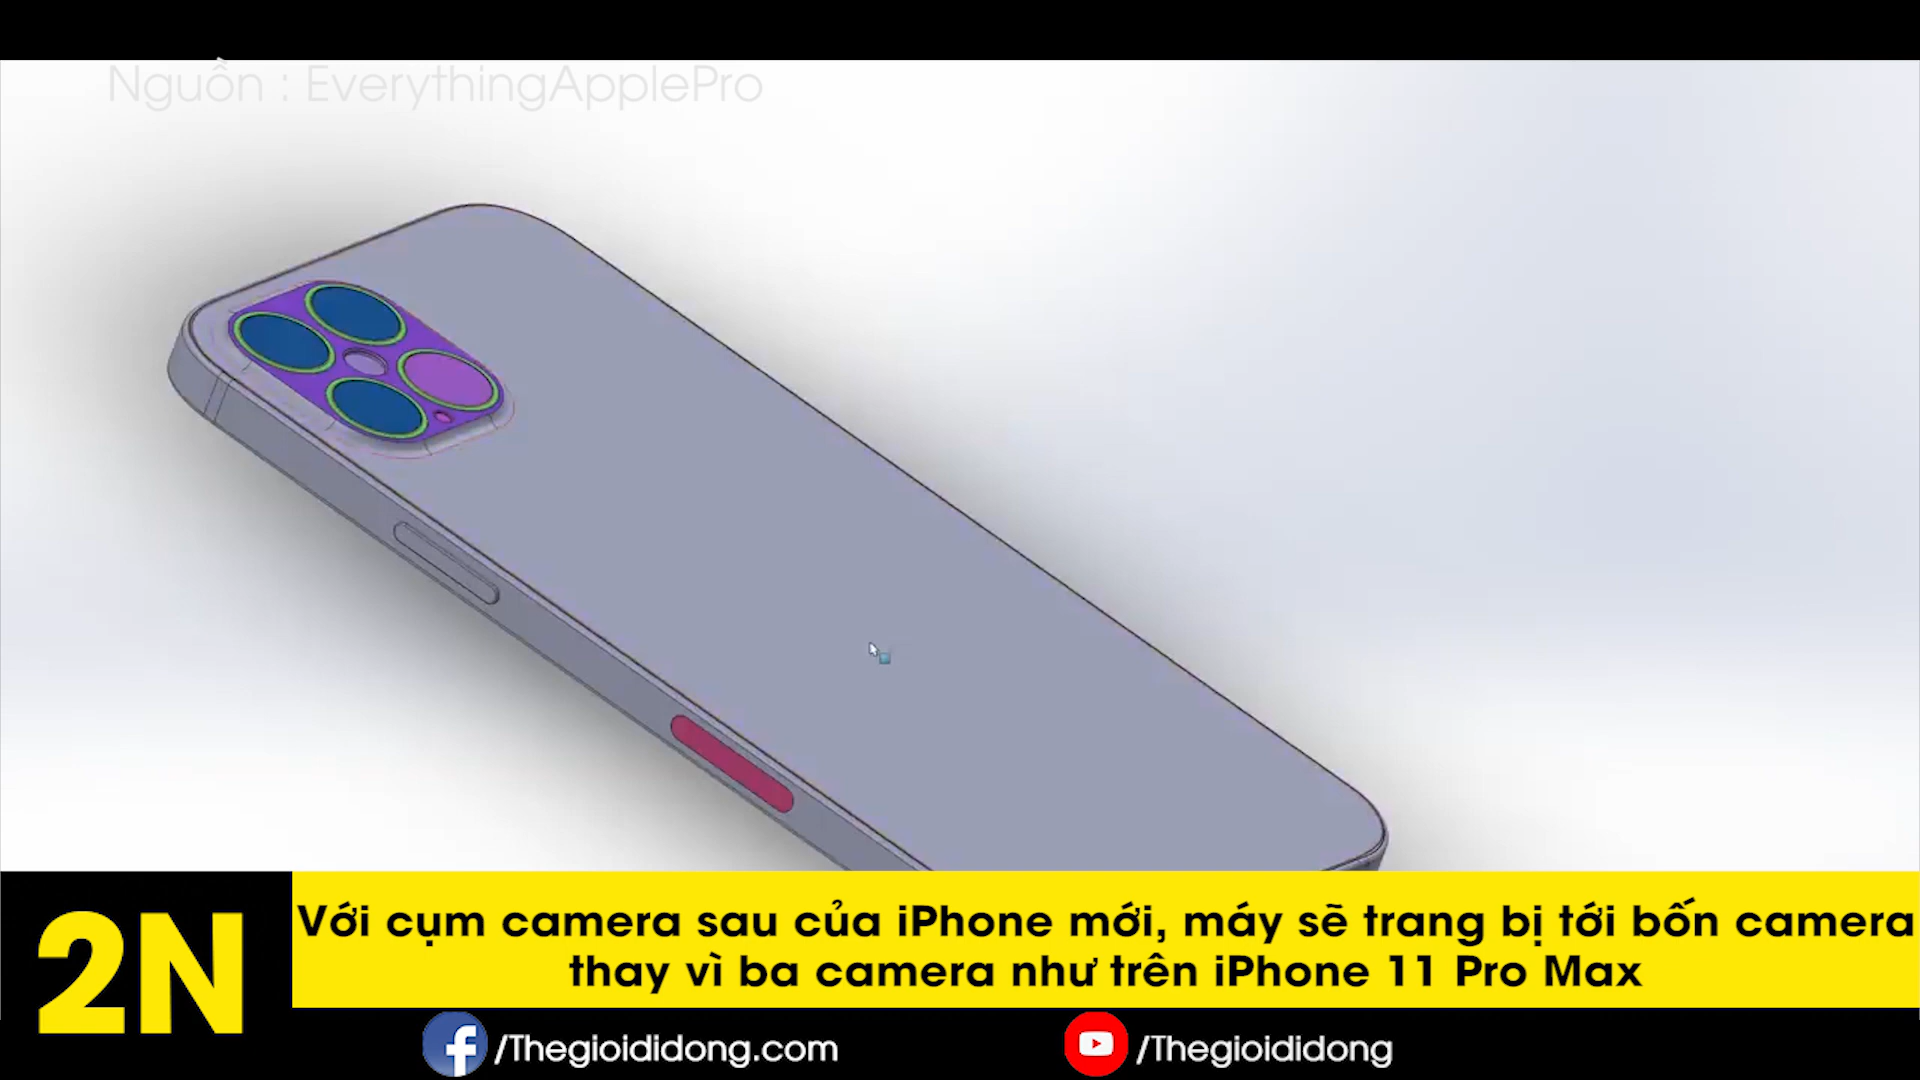 Nguồn : EverythingApplePro
2N
Với cụm camera sau của iPhone mới, máy sẽ trang bị tới bốn camera
thay vì ba camera như trên iPhone 11 Pro Max
/Thegioididong.com
/Thegioididong